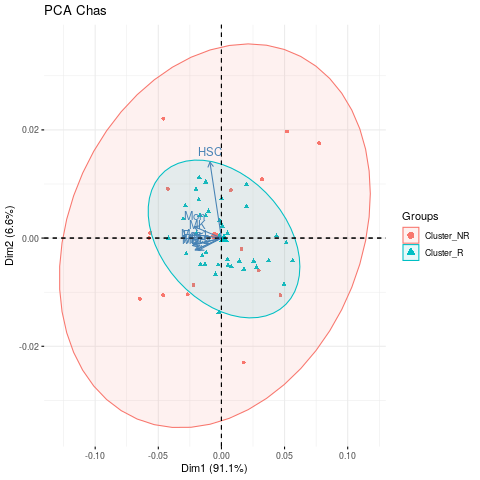 PCA Chas
Dim2 (6.6%)
0.02
0.00
-0.02
HSC
-0.10
-0.05
0.00
0.05
0.10
Dim1 (91.1%)
Groups
Cluster_NR
Cluster_R